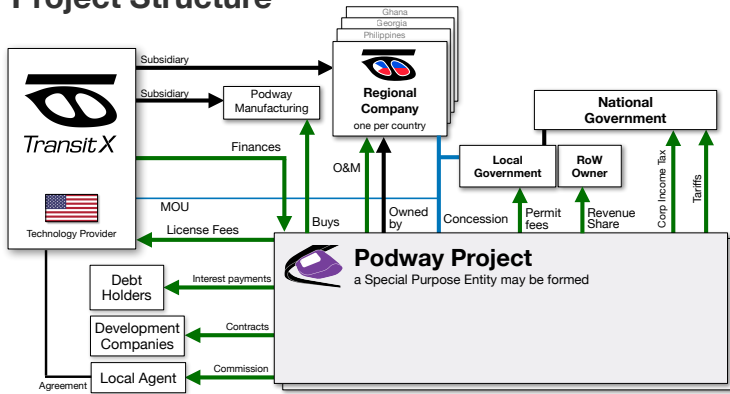 Project Structure
Ghana
Georgia
Philippines
Subsidiary
Subsidiary
Podway
Manufacturing
Regional
Company
one per country
National
Government
Transit X
Technology Provider
Finances
O&M
Local
Government
RoW
Owner
MOU
License Fees
Buys
Owned
by
Concession
Permit
fees
Revenue
Share
Corp Income Tax
Tariffs
Podway Project
a Special Purpose Entity may be formed
Debt
Holders
Interest payments
Development
Companies
Contracts
Agreement
Local Agent
Commission